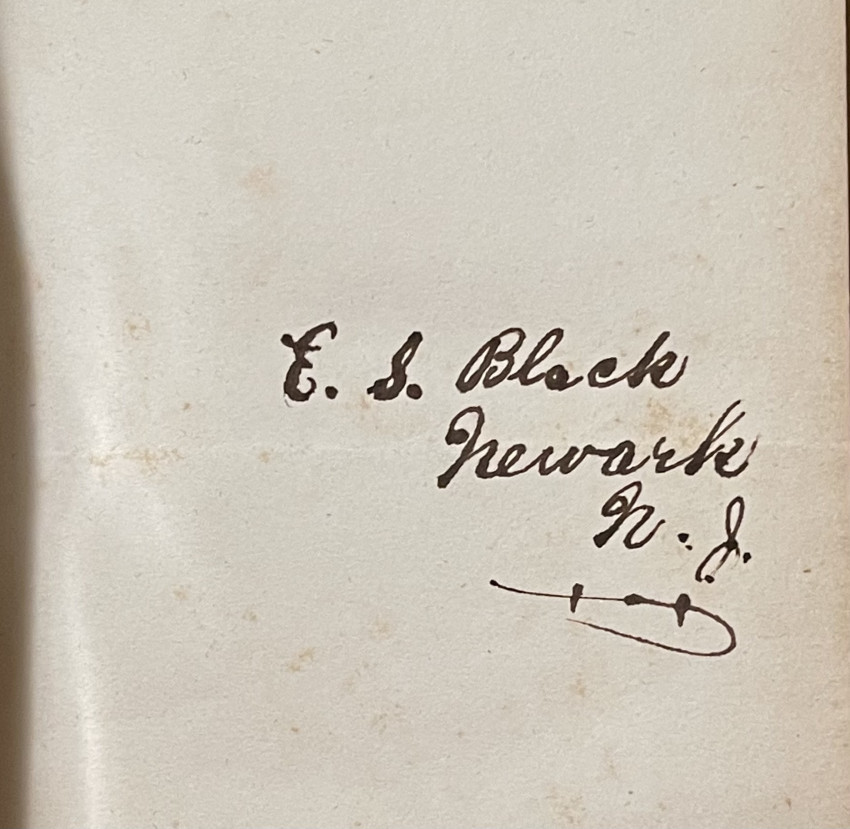 E. S. Black
Newark
N. J.